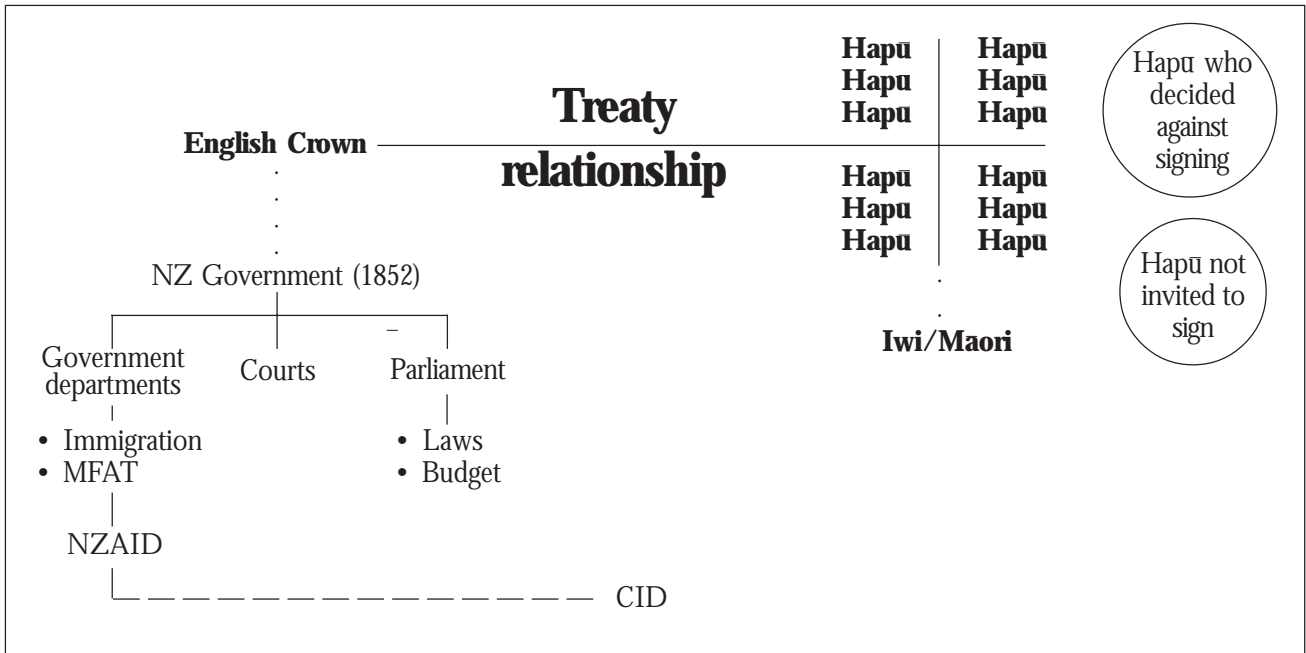 Treaty
relationship
English Crown
Hapū Hapū
Hapū Hapū
Hapū Hapū
Hapū Hapū
Hapū Hapū
Hapū Hapū
Iwi/Maori
Hapū who
decided
against
signing
Hapū not
invited to
sign
NZ Government (1852)
Government
departments
• Immigration
• MFAT
NZAID
Courts
Parliament
• Laws
• Budget
CID